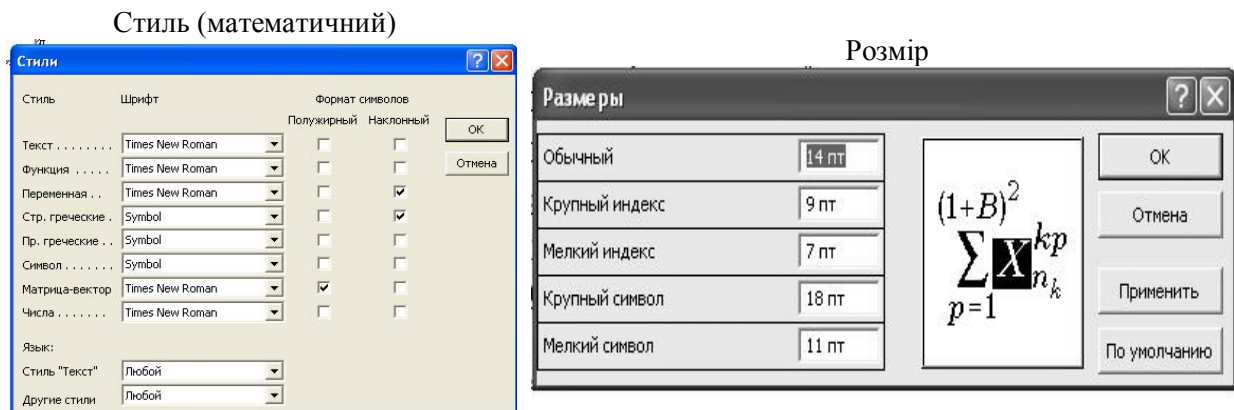 Стиль (математичний)
Стили
Стиль Шрифт Формат символов
Полужирный Наклонный
OK
Отмена
Текст . . . . . . . . Times New Roman
Функция . . . . . Times New Roman
Переменная . . Times New Roman
Стр. греческие . Symbol
Пр. греческие . . Symbol
Символ . . . . . . . Symbol
Матрица-вектор Times New Roman
Числа . . . . . . . Times New Roman
Язык:
Стиль "Текст" Любой
Другие стили Любой
Розмір
Размеры
Обычный 14 пт
Крупный индекс 9 пт
Мелкий индекс 7 пт
Крупный символ 18 пт
Мелкий символ 11 пт
(1+B)²
∑ X kp
n k
p=1
OK
Отмена
Применить
По умолчанию